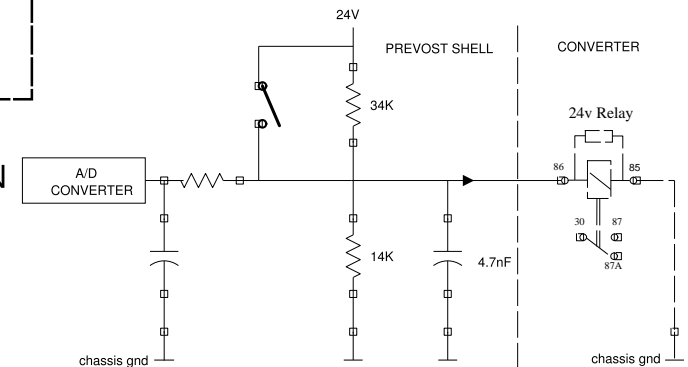 24V
PREVOST SHELL
CONVERTER
34K
24v Relay
N
A/D
CONVERTER
86
85
30
87
14K
4.7nF
87A
chassis gnd
chassis gnd